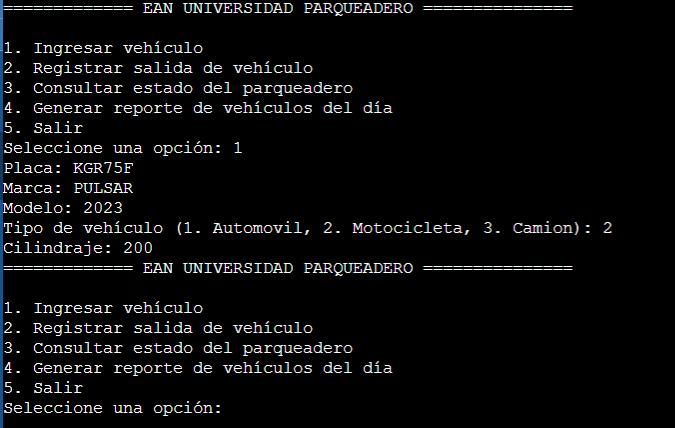 ============= EAN UNIVERSIDAD PARQUEADERO ===============
1. Ingresar vehículo
2. Registrar salida de vehículo
3. Consultar estado del parqueadero
4. Generar reporte de vehículos del día
5. Salir
Seleccione una opción: 1
Placa: KGR75F
Marca: PULSAR
Modelo: 2023
Tipo de vehículo (1. Automovil, 2. Motocicleta, 3. Camion): 2
Cilindraje: 200
============= EAN UNIVERSIDAD PARQUEADERO ===============
1. Ingresar vehículo
2. Registrar salida de vehículo
3. Consultar estado del parqueadero
4. Generar reporte de vehículos del día
5. Salir
Seleccione una opción: